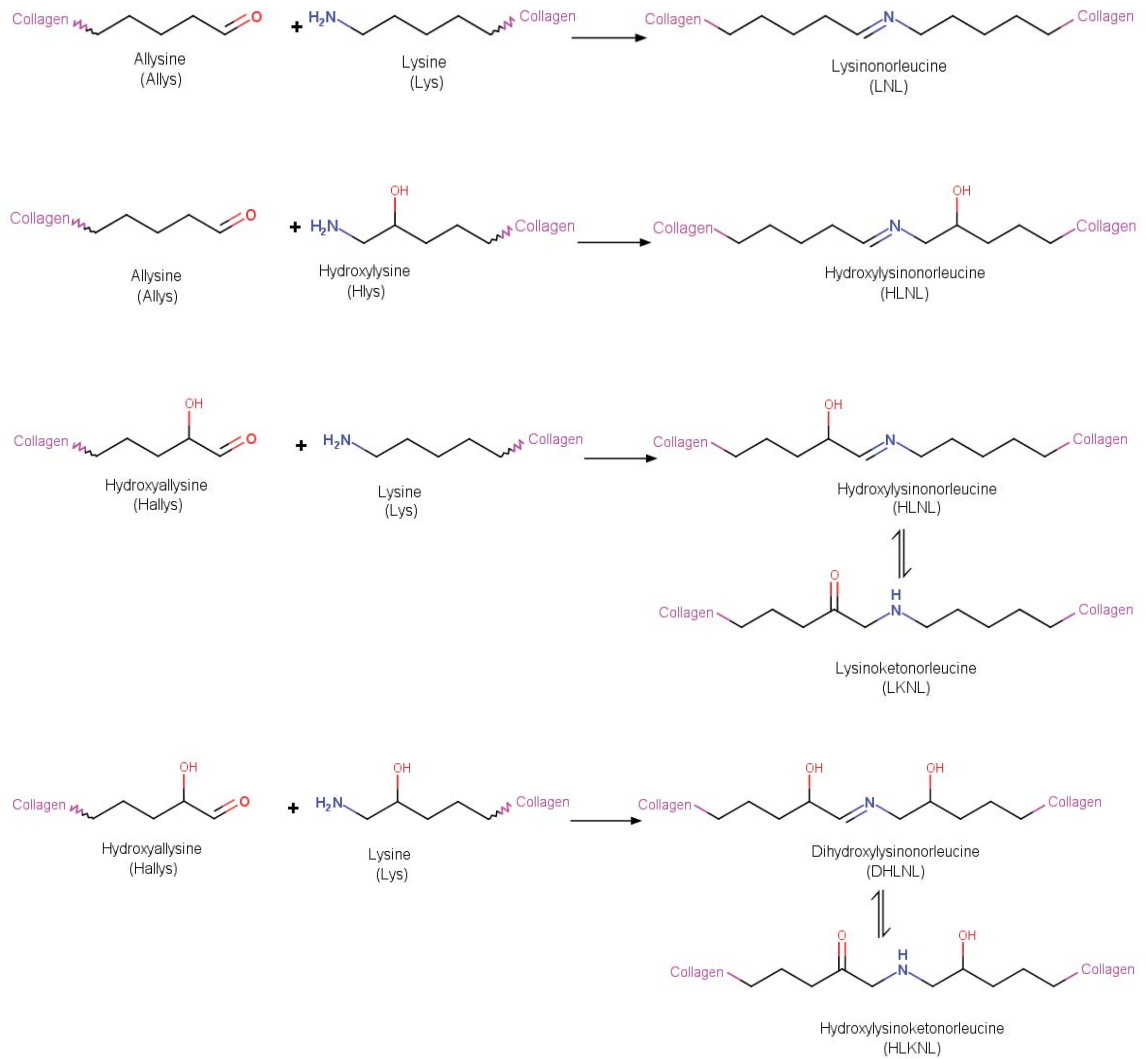 Collagen
O
+
H₂N
Collagen
Collagen
N
Collagen
Allysine
(Allys)
Lysine
(Lys)
Lysinonorleucine
(LNL)
OH
OH
Collagen
O
+
H₂N
Collagen
Collagen
N
Collagen
Allysine
(Allys)
Hydroxylysine
(Hlys)
Hydroxylysinonorleucine
(HLNL)
OH
OH
Collagen
O
+
H₂N
Collagen
Collagen
N
Collagen
Hydroxyallysine
(Hallys)
Lysine
(Lys)
Hydroxylysinonorleucine
(HLNL)
O
H
N
Collagen
Collagen
Lysinoketonorleucine
(LKNL)
OH
OH
OH
OH
Collagen
O
+
H₂N
Collagen
Collagen
N
Collagen
Hydroxyallysine
(Hallys)
Lysine
(Lys)
Dihydroxylysinonorleucine
(DHLNL)
O
H
N
OH
Collagen
Collagen
Hydroxylysinoketonorleucine
(HLKNL)